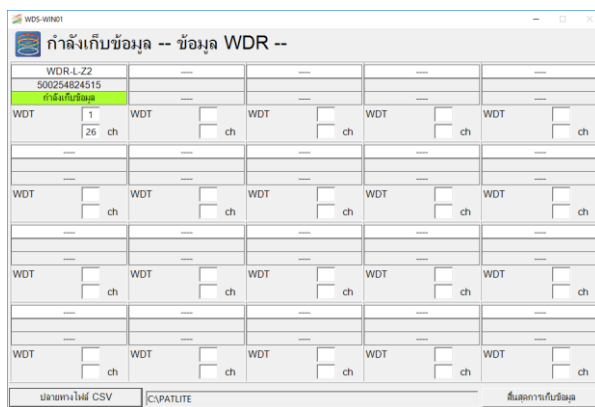 WDS-WIN01
กำลังเก็บข้อมูล -- ข้อมูล WDR --
WDR-L-Z2 ---- ---- ---- ----
500254824515
กำลังเก็บข้อมูล ---- ---- ---- ----
WDT 1 WDT WDT WDT WDT
26 ch ch ch ch ch
---- ---- ---- ---- ----
---- ---- ---- ---- ----
WDT WDT WDT WDT WDT
ch ch ch ch ch
---- ---- ---- ---- ----
---- ---- ---- ---- ----
WDT WDT WDT WDT WDT
ch ch ch ch ch
---- ---- ---- ---- ----
---- ---- ---- ---- ----
WDT WDT WDT WDT WDT
ch ch ch ch ch
ปลายทางไฟล์ CSV C:\PATLITE สิ้นสุดการเก็บข้อมูล